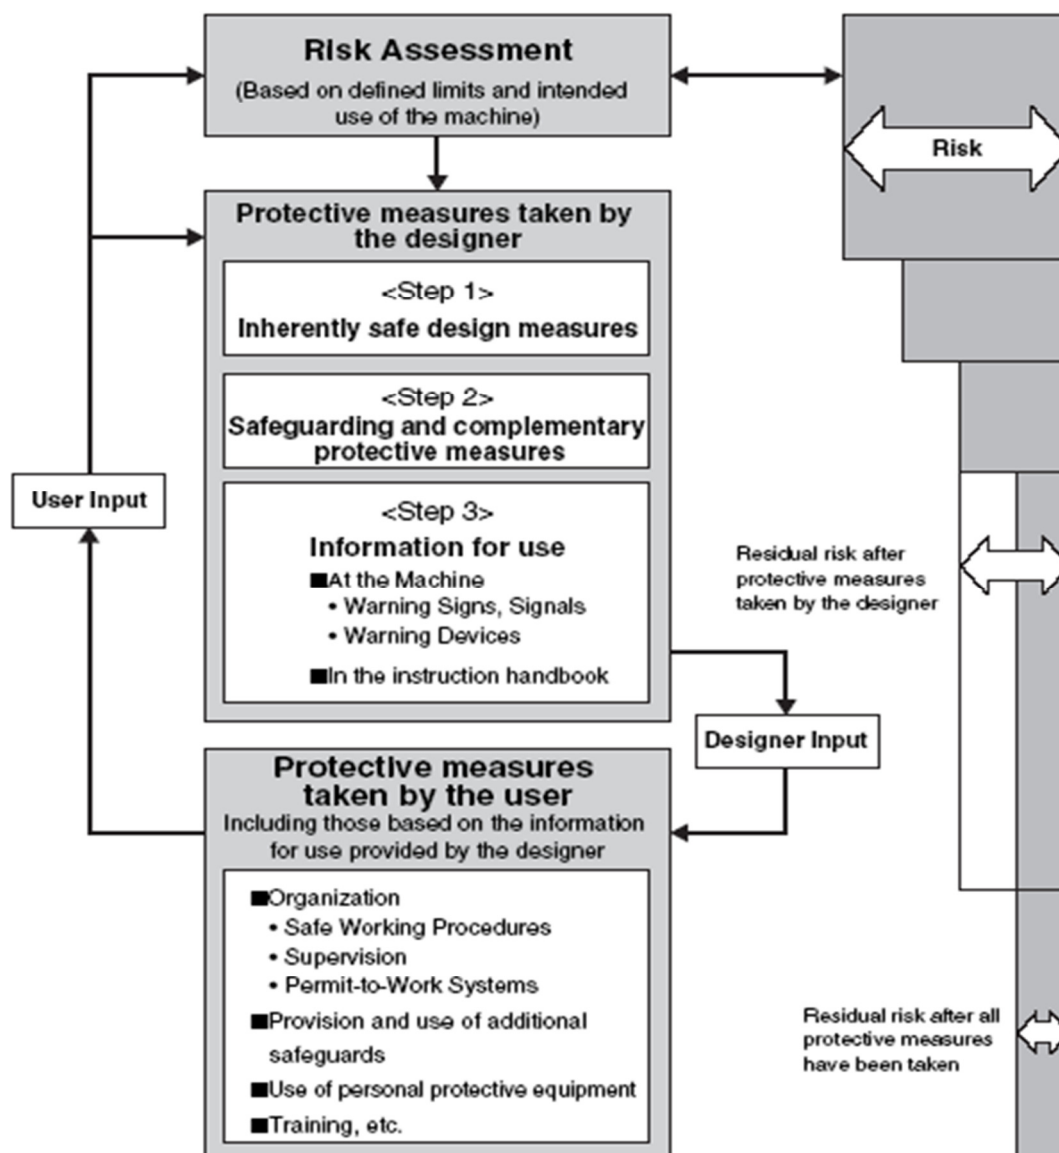 Risk Assessment
(Based on defined limits and intended
use of the machine)
Risk
Protective measures taken by
the designer
<Step 1>
Inherently safe design measures
<Step 2>
Safeguarding and complementary
protective measures
User Input
<Step 3>
Information for use
■At the Machine
• Warning Signs, Signals
• Warning Devices
■In the instruction handbook
Residual risk after
protective measures
taken by the designer
Designer Input
Protective measures
taken by the user
Including those based on the information
for use provided by the designer
■Organization
• Safe Working Procedures
• Supervision
• Permit-to-Work Systems
■Provision and use of additional
safeguards
■Use of personal protective equipment
■Training, etc.
Residual risk after all
protective measures
have been taken